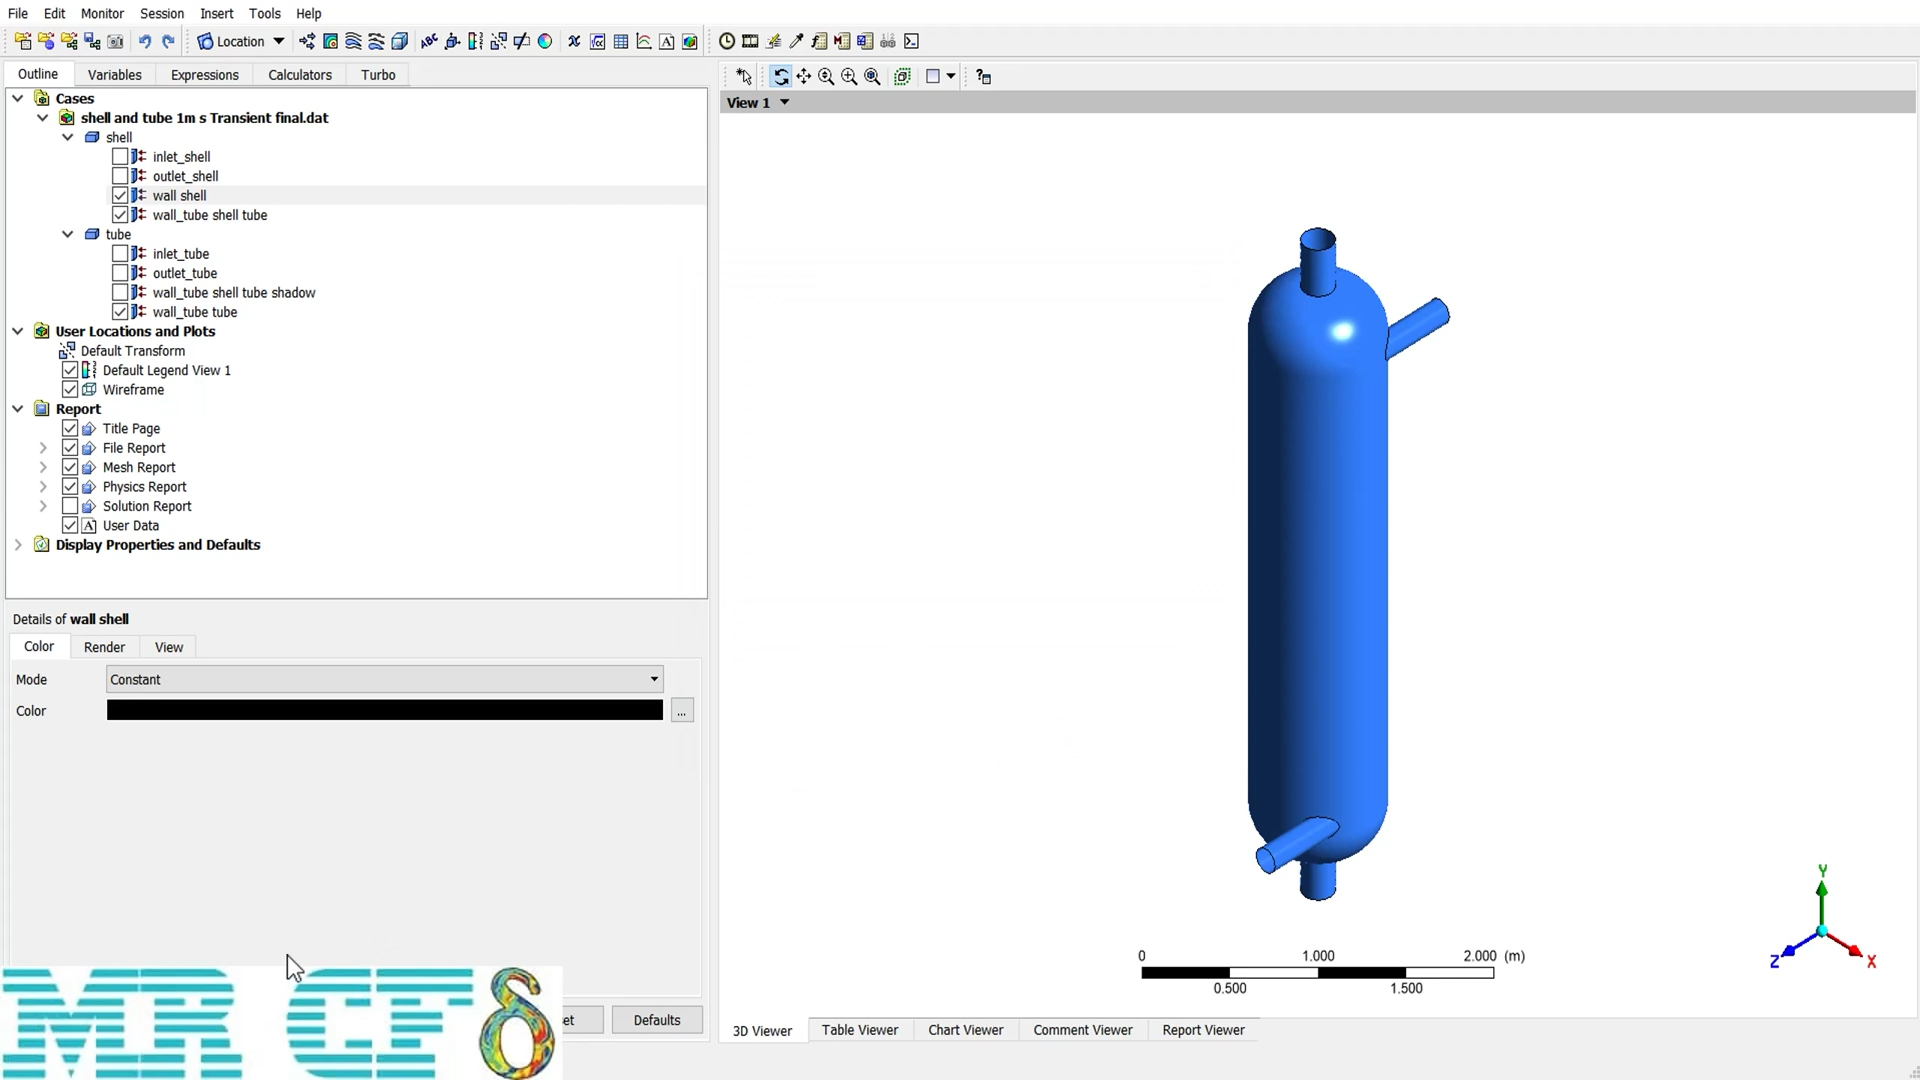 File Edit Monitor Session Insert Tools Help
Location
Outline Variables Expressions Calculators Turbo
Cases
shell and tube 1m s Transient final.dat
shell
inlet_shell
outlet_shell
wall shell
wall_tube shell tube
tube
inlet_tube
outlet_tube
wall_tube shell tube shadow
wall_tube tube
User Locations and Plots
Default Transform
Default Legend View 1
Wireframe
Report
Title Page
File Report
Mesh Report
Physics Report
Solution Report
User Data
Display Properties and Defaults
Details of wall shell
Color Render View
Mode Constant
Color ...
et Defaults
MR CF
View 1
0 1.000 2.000 (m)
0.500 1.500
Y
Z X
3D Viewer Table Viewer Chart Viewer Comment Viewer Report Viewer